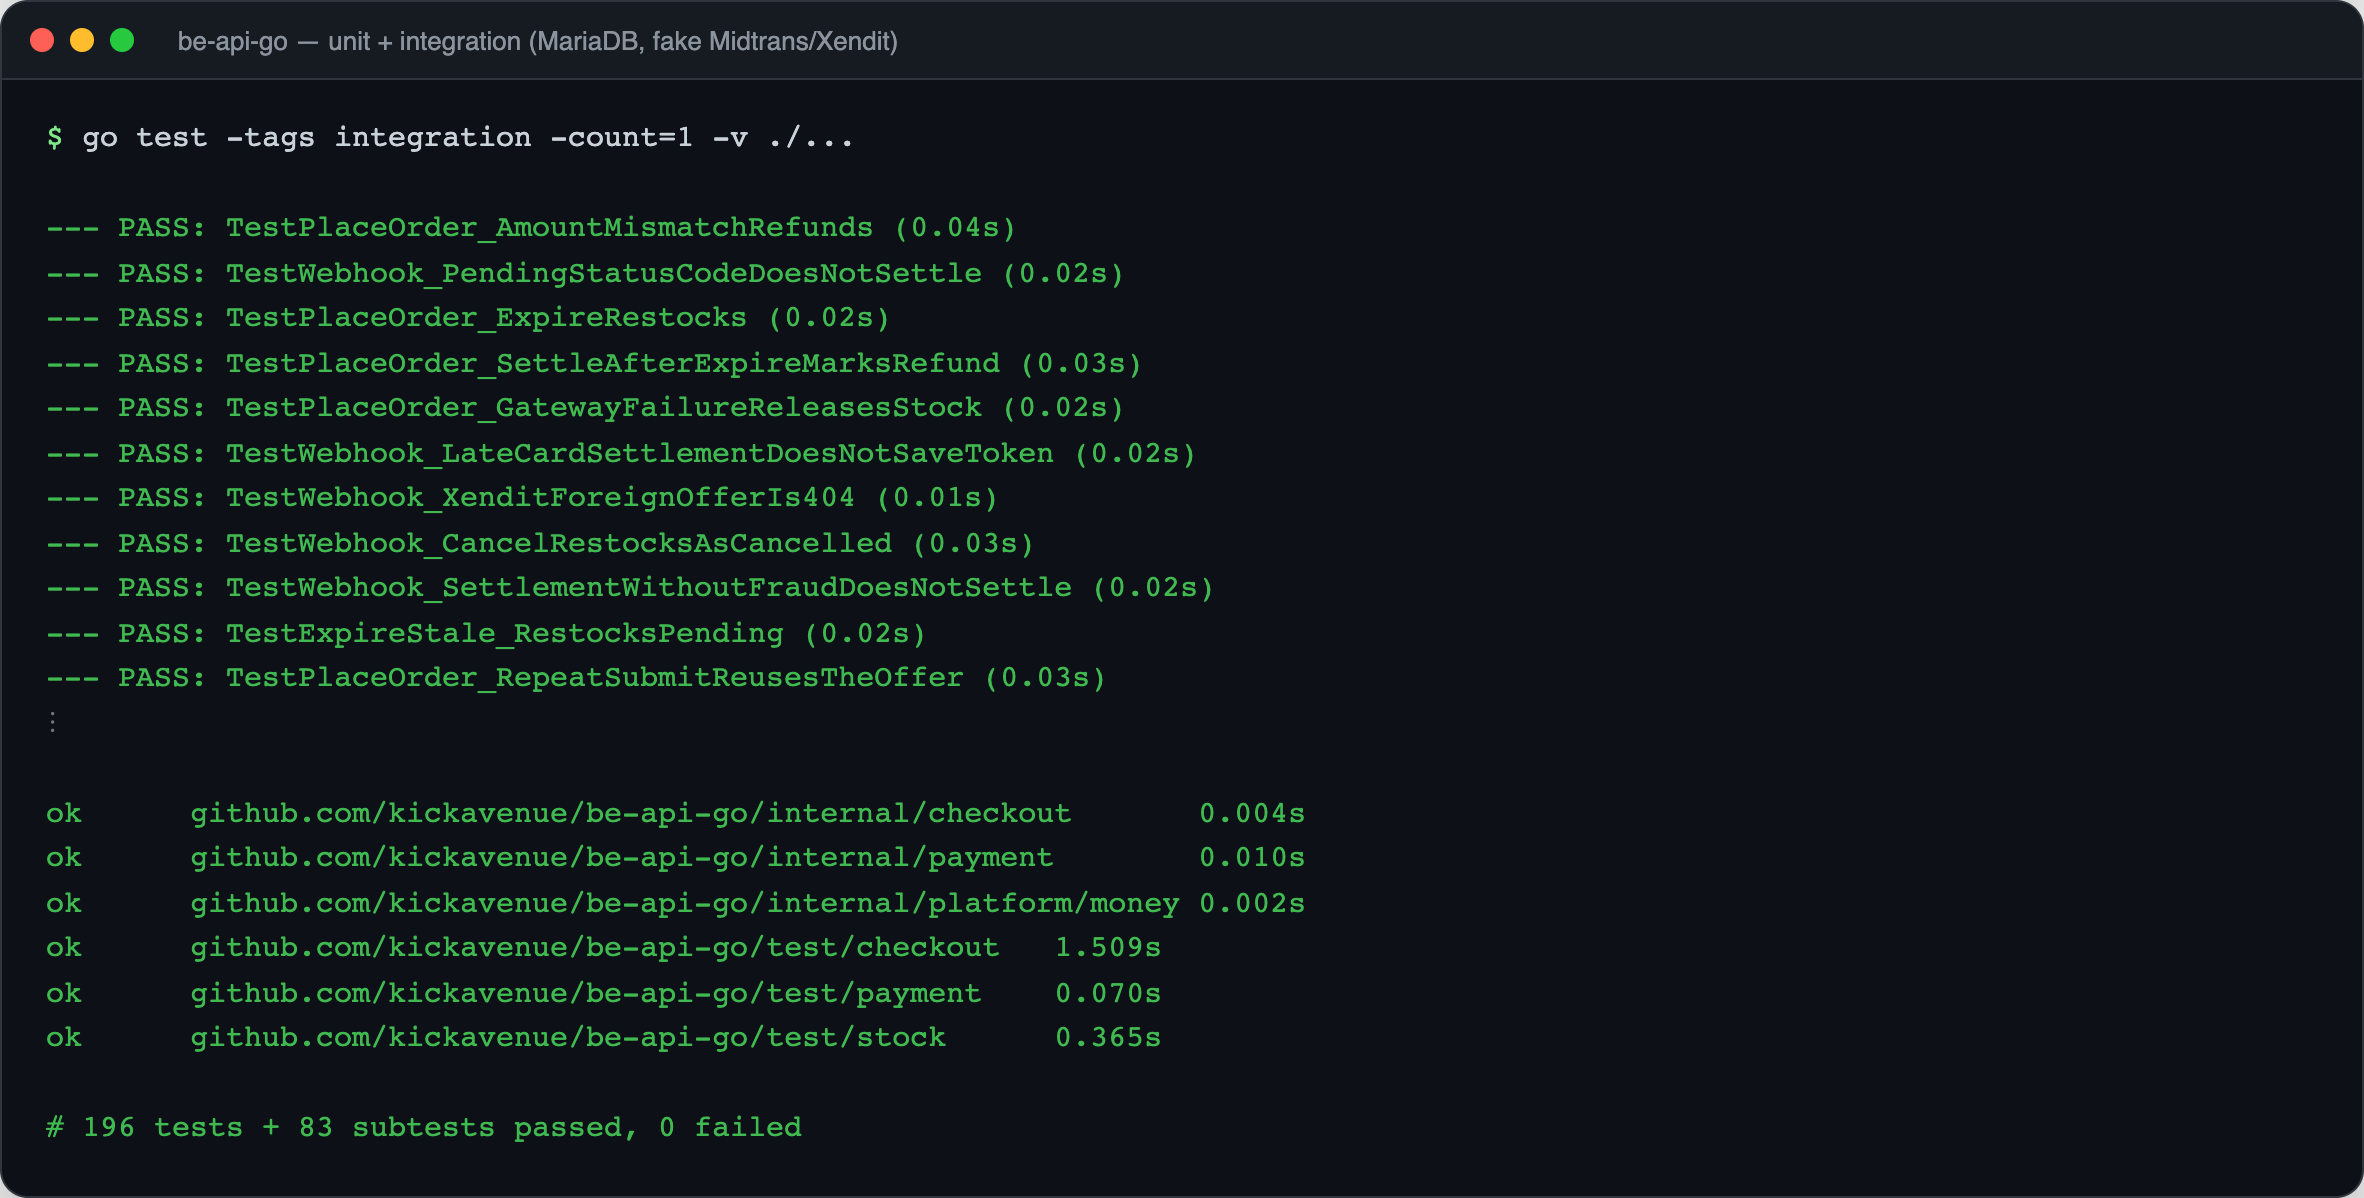 be-api-go — unit + integration (MariaDB, fake Midtrans/Xendit)
$ go test -tags integration -count=1 -v ./...
--- PASS: TestPlaceOrder_AmountMismatchRefunds (0.04s)
--- PASS: TestWebhook_PendingStatusCodeDoesNotSettle (0.02s)
--- PASS: TestPlaceOrder_ExpireRestocks (0.02s)
--- PASS: TestPlaceOrder_SettleAfterExpireMarksRefund (0.03s)
--- PASS: TestPlaceOrder_GatewayFailureReleasesStock (0.02s)
--- PASS: TestWebhook_LateCardSettlementDoesNotSaveToken (0.02s)
--- PASS: TestWebhook_XenditForeignOfferIs404 (0.01s)
--- PASS: TestWebhook_CancelRestocksAsCancelled (0.03s)
--- PASS: TestWebhook_SettlementWithoutFraudDoesNotSettle (0.02s)
--- PASS: TestExpireStale_RestocksPending (0.02s)
--- PASS: TestPlaceOrder_RepeatSubmitReusesTheOffer (0.03s)
⋮
ok github.com/kickavenue/be-api-go/internal/checkout 0.004s
ok github.com/kickavenue/be-api-go/internal/payment 0.010s
ok github.com/kickavenue/be-api-go/internal/platform/money 0.002s
ok github.com/kickavenue/be-api-go/test/checkout 1.509s
ok github.com/kickavenue/be-api-go/test/payment 0.070s
ok github.com/kickavenue/be-api-go/test/stock 0.365s
# 196 tests + 83 subtests passed, 0 failed